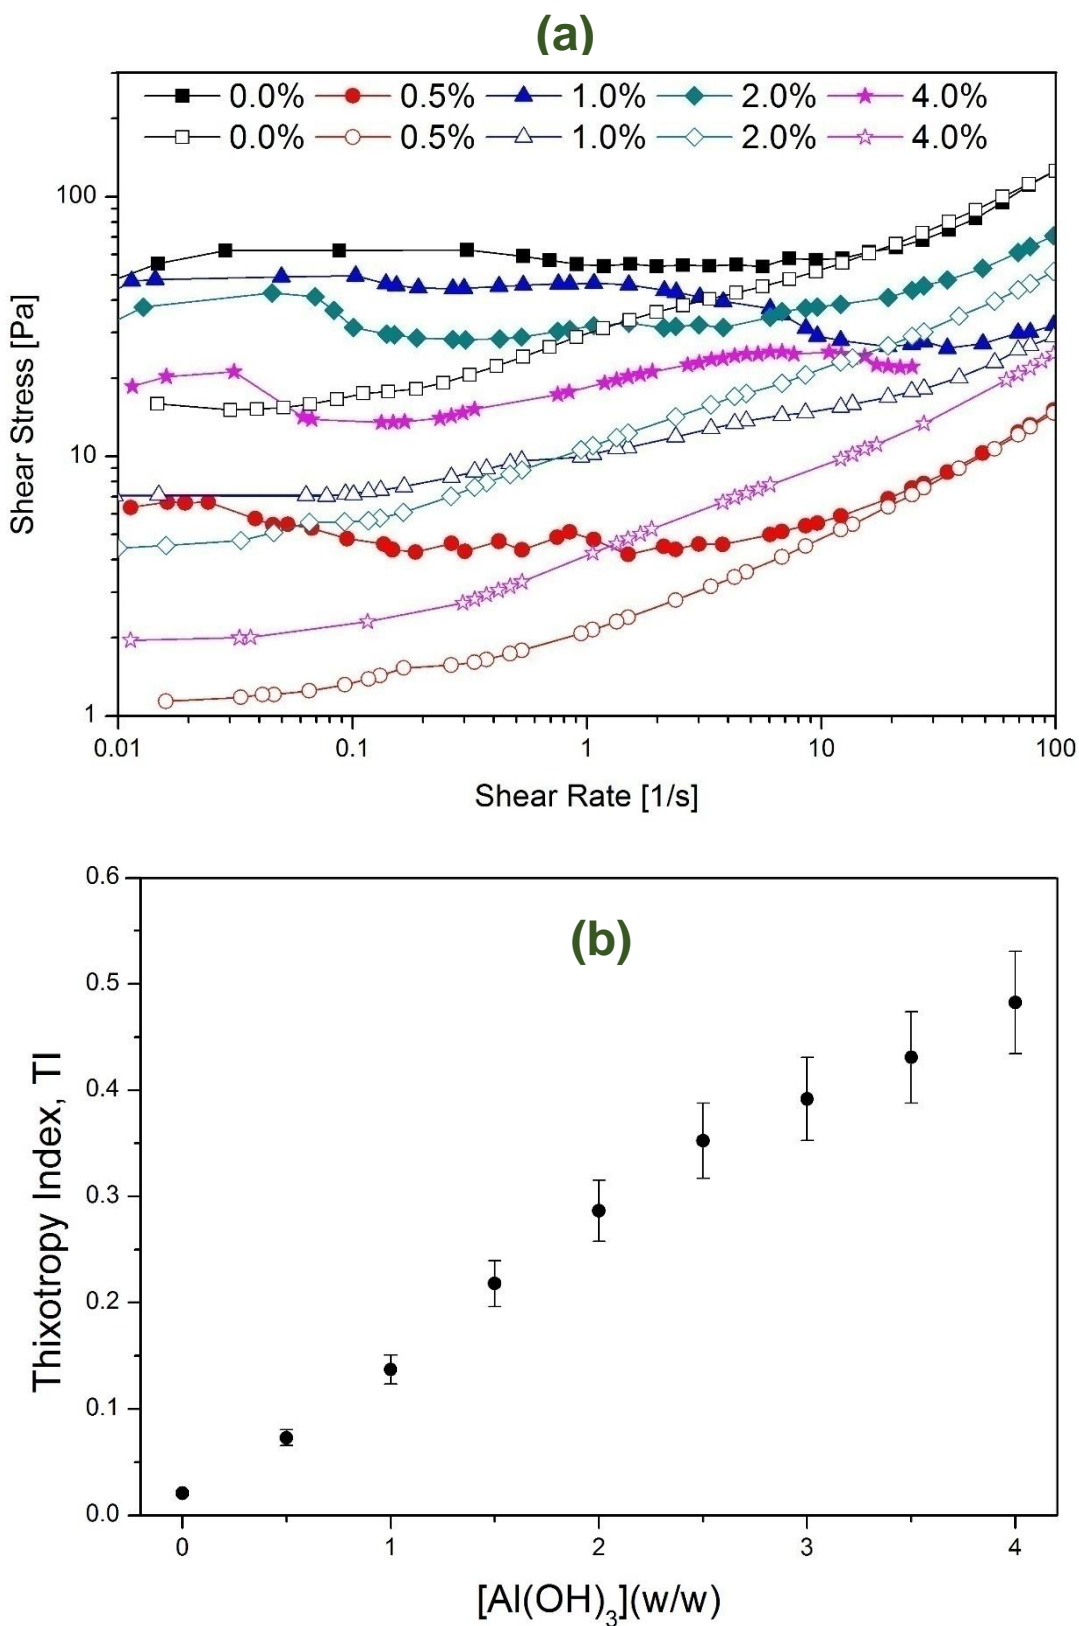 (a)
0.0% 0.5% 1.0% 2.0% 4.0%
0.0% 0.5% 1.0% 2.0% 4.0%
Shear Stress [Pa]
100
10
1
0.01 0.1 1 10 100
Shear Rate [1/s]
(b)
Thixotropy Index, TI
0.6
0.5
0.4
0.3
0.2
0.1
0.0
0 1 2 3 4
[Al(OH)₃](w/w)